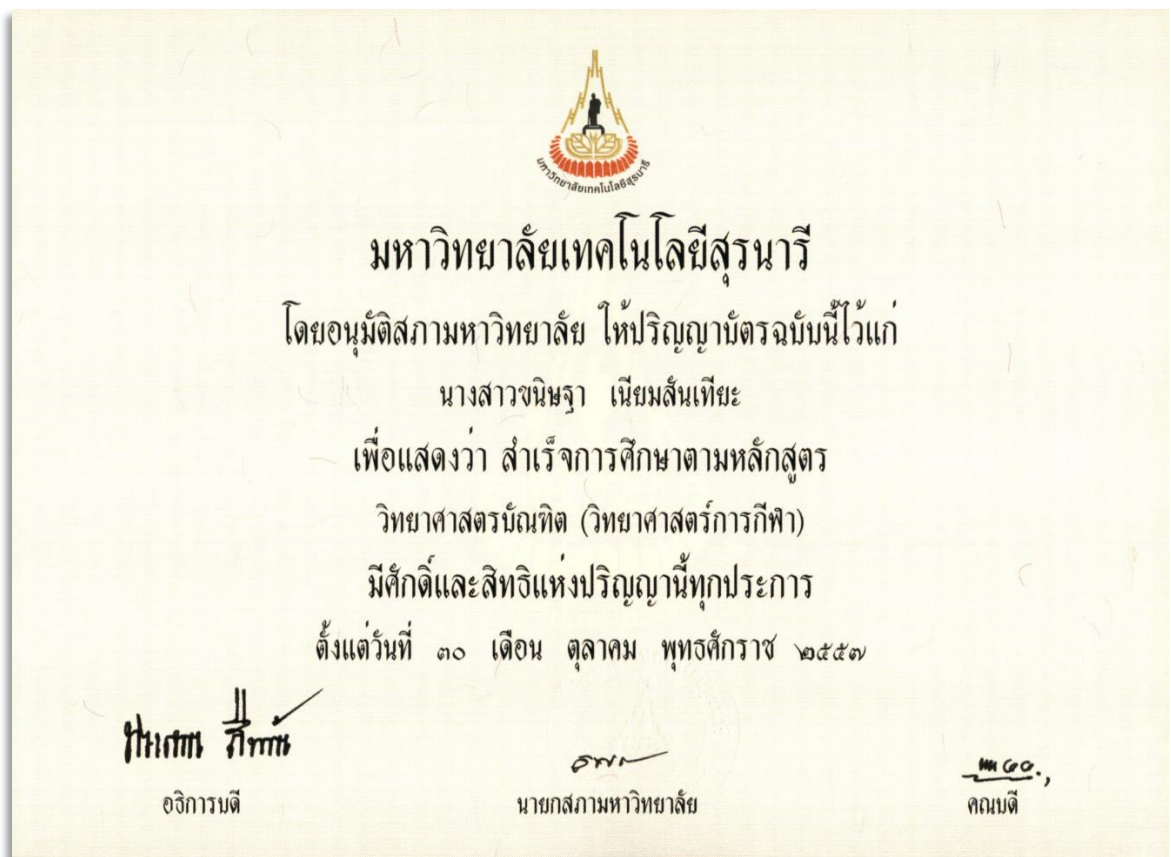 มหาวิทยาลัยเทคโนโลยีสุรนารี
มหาวิทยาลัยเทคโนโลยีสุรนารี
โดยอนุมัติสภามหาวิทยาลัย ให้ปริญญาบัตรฉบับนี้ไว้แก่
นางสาวขนิษฐา เนียมสันเทียะ
เพื่อแสดงว่า สำเร็จการศึกษาตามหลักสูตร
วิทยาศาสตรบัณฑิต (วิทยาศาสตร์การกีฬา)
มีศักดิ์และสิทธิแห่งปริญญานี้ทุกประการ
ตั้งแต่วันที่ ๓๐ เดือน ตุลาคม พุทธศักราช ๒๕๕๗
อธิการบดี นายกสภามหาวิทยาลัย คณบดี